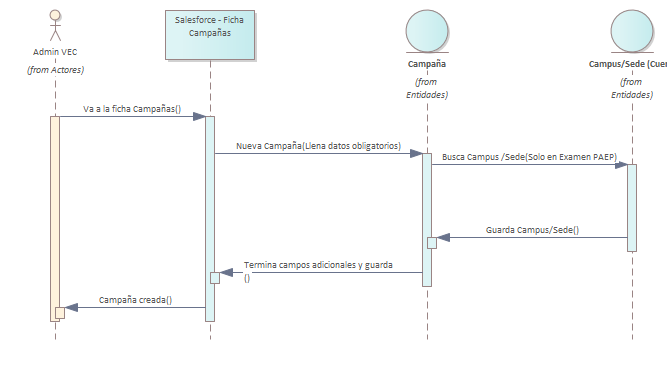 Admin VEC
(from Actores)
Salesforce - Ficha
Campañas
Campaña
(from
Entidades)
Campus/Sede (Cuen
(from
Entidades)
Va a la ficha Campañas()
Nueva Campaña(Llena datos obligatorios)
Busca Campus /Sede(Solo en Examen PAEP)
Guarda Campus/Sede()
Termina campos adicionales y guarda
()
Campaña creada()